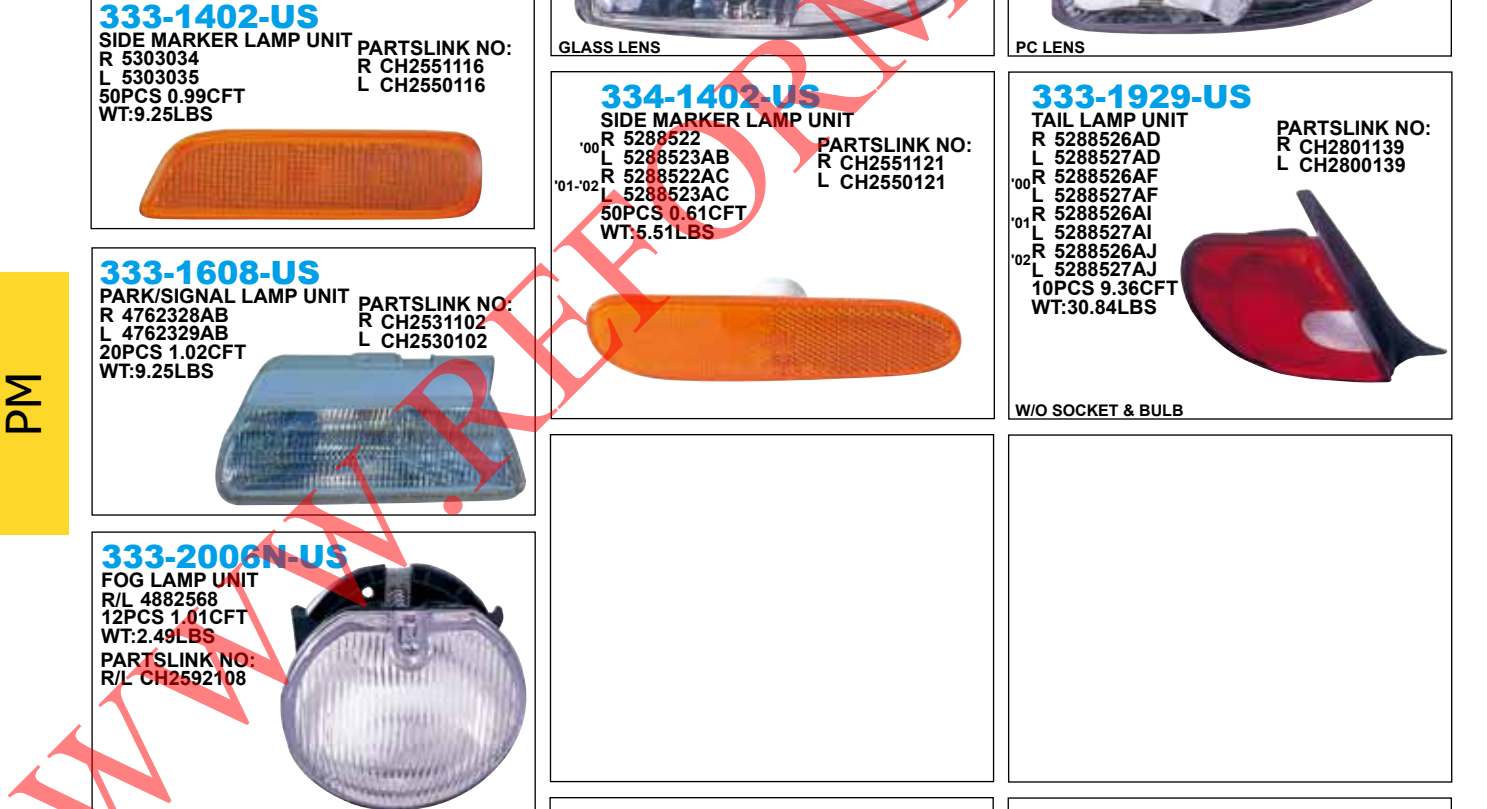 333-1402-US
SIDE MARKER LAMP UNIT
R 5303034
L 5303035
50PCS 0.99CFT
WT:9.25LBS
PARTSLINK NO:
R CH2551116
L CH2550116
GLASS LENS
PC LENS
334-1402-US
SIDE MARKER LAMP UNIT
'00 R 5288522
L 5288523AB
'01-'02 R 5288522AC
L 5288523AC
50PCS 0.61CFT
WT:5.51LBS
PARTSLINK NO:
R CH2551121
L CH2550121
333-1929-US
TAIL LAMP UNIT
R 5288526AD
L 5288527AD
'00 R 5288526AF
L 5288527AF
'01 R 5288526AI
L 5288527AI
'02 R 5288526AJ
L 5288527AJ
10PCS 9.36CFT
WT:30.84LBS
PARTSLINK NO:
R CH2801139
L CH2800139
W/O SOCKET & BULB
333-1608-US
PARK/SIGNAL LAMP UNIT
R 4762328AB
L 4762329AB
20PCS 1.02CFT
WT:9.25LBS
PARTSLINK NO:
R CH2531102
L CH2530102
PM
333-2006N-US
FOG LAMP UNIT
R/L 4882568
12PCS 1.01CFT
WT:2.49LBS
PARTSLINK NO:
R/L CH2592108
WWW.REFORM